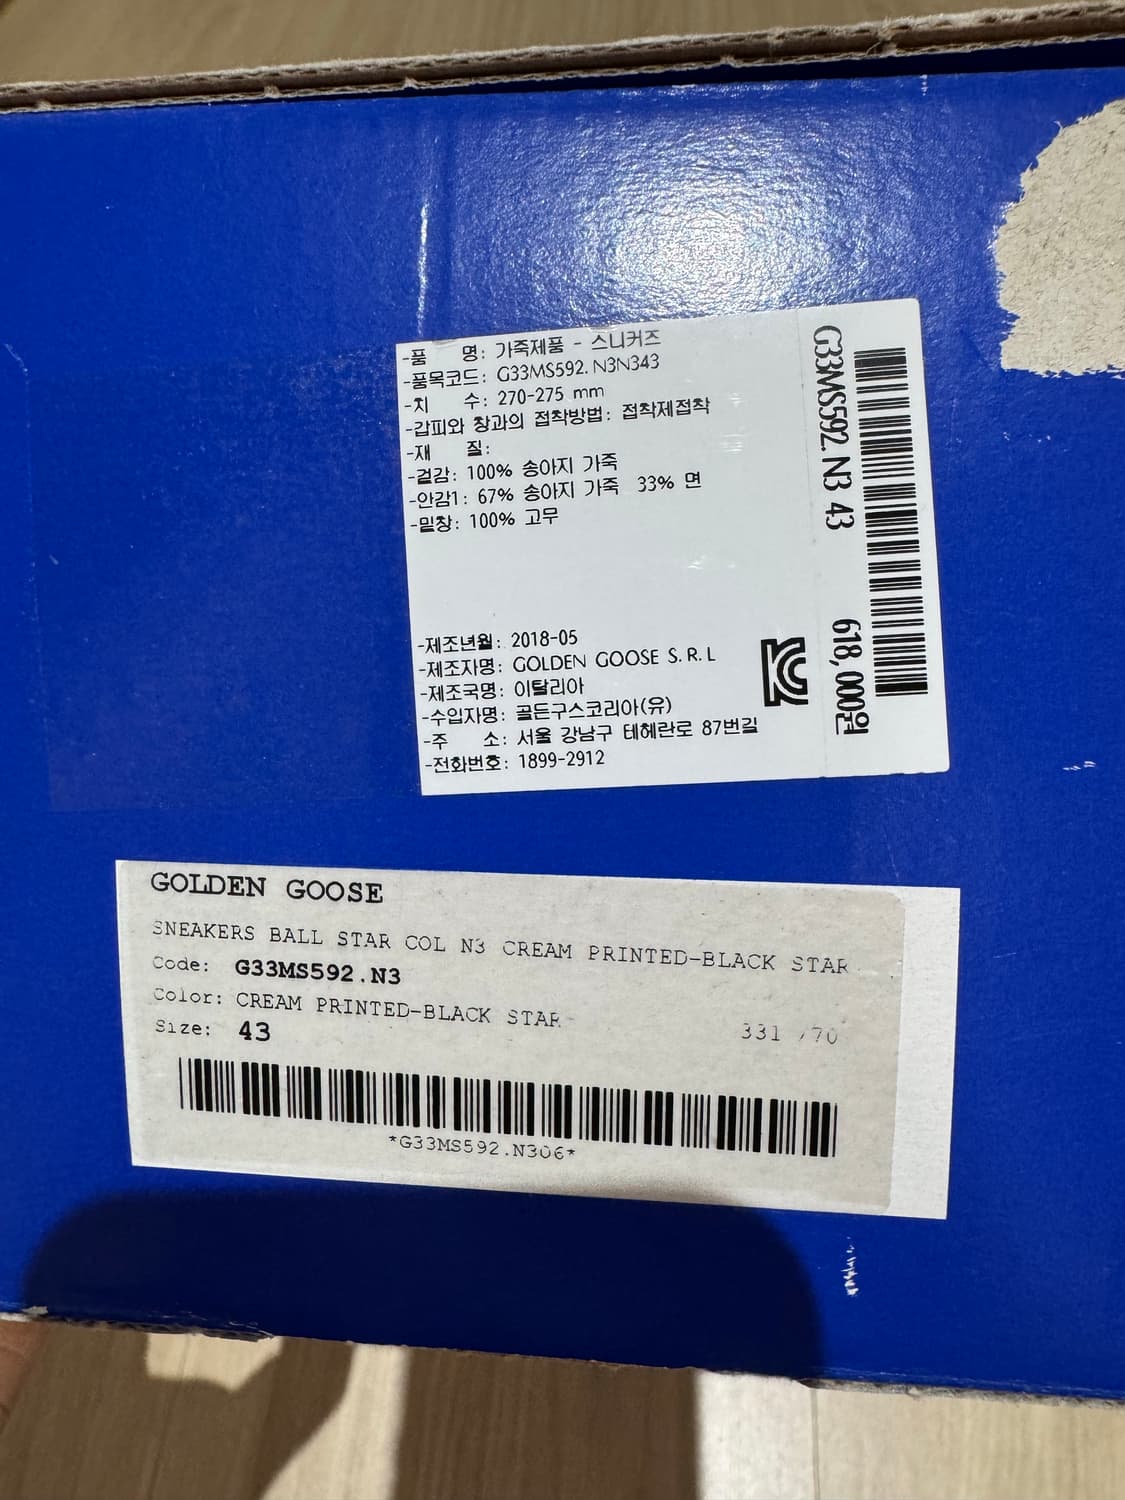 -품 명: 가죽제품 - 스니커즈
-품목코드: G33MS592.N3N343
-치 수: 270-275 mm
-갑피와 창과의 접착방법: 접착제접착
-재 질:
-겉감: 100% 송아지 가죽
-안감1: 67% 송아지 가죽 33% 면
-밑창: 100% 고무
-제조년월: 2018-05
-제조자명: GOLDEN GOOSE S.R.L
-제조국명: 이탈리아
-수입자명: 골든구스코리아(유)
-주 소: 서울 강남구 테헤란로 87번길
-전화번호: 1899-2912
G33MS592.N3 43 618,000원
GOLDEN GOOSE
SNEAKERS BALL STAR COL N3 CREAM PRINTED-BLACK STAR
Code: G33MS592.N3
Color: CREAM PRINTED-BLACK STAR
Size: 43 331 /70
*G33MS592.N306*